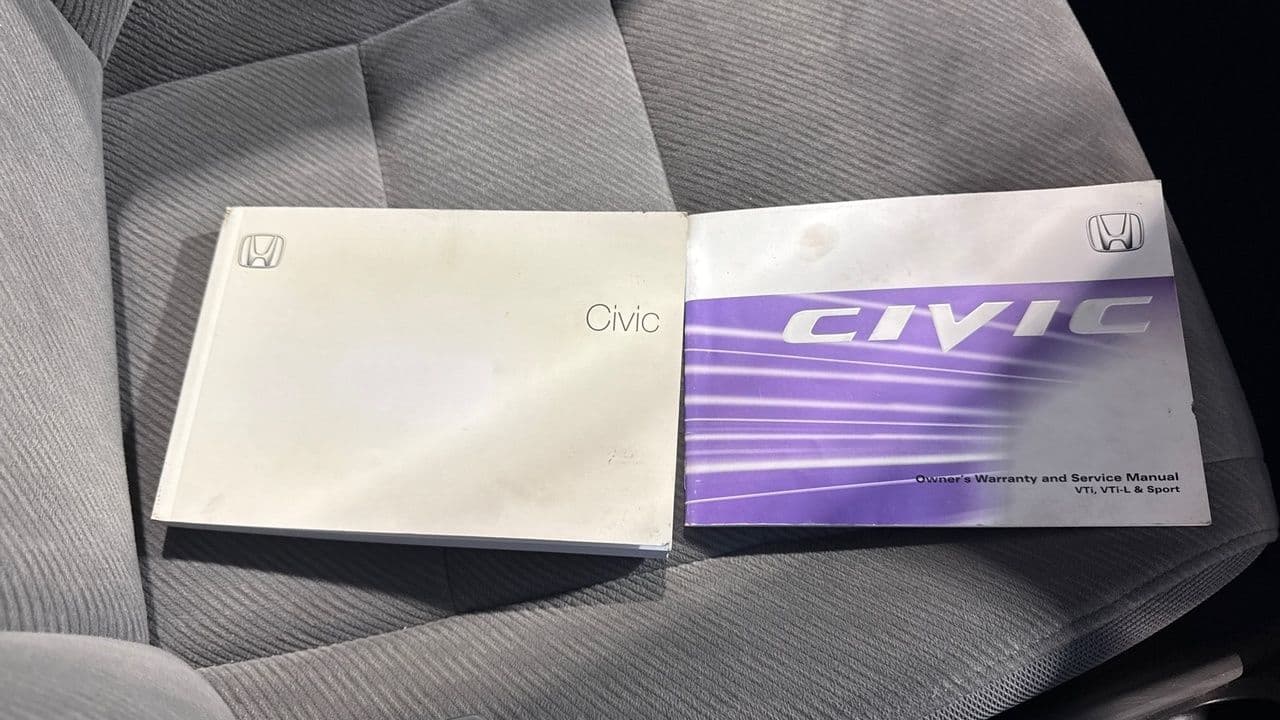 Civic
CIVIC
Owner's Warranty and Service Manual
VTi, VTi-L & Sport